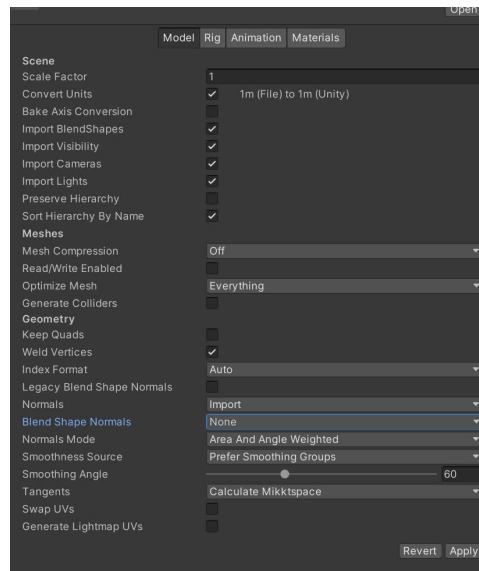 Open
Model Rig Animation Materials
Scene
Scale Factor 1
Convert Units 1m (File) to 1m (Unity)
Bake Axis Conversion
Import BlendShapes
Import Visibility
Import Cameras
Import Lights
Preserve Hierarchy
Sort Hierarchy By Name
Meshes
Mesh Compression Off
Read/Write Enabled
Optimize Mesh Everything
Generate Colliders
Geometry
Keep Quads
Weld Vertices
Index Format Auto
Legacy Blend Shape Normals
Normals Import
Blend Shape Normals None
Normals Mode Area And Angle Weighted
Smoothness Source Prefer Smoothing Groups
Smoothing Angle 60
Tangents Calculate Mikktspace
Swap UVs
Generate Lightmap UVs
Revert Apply